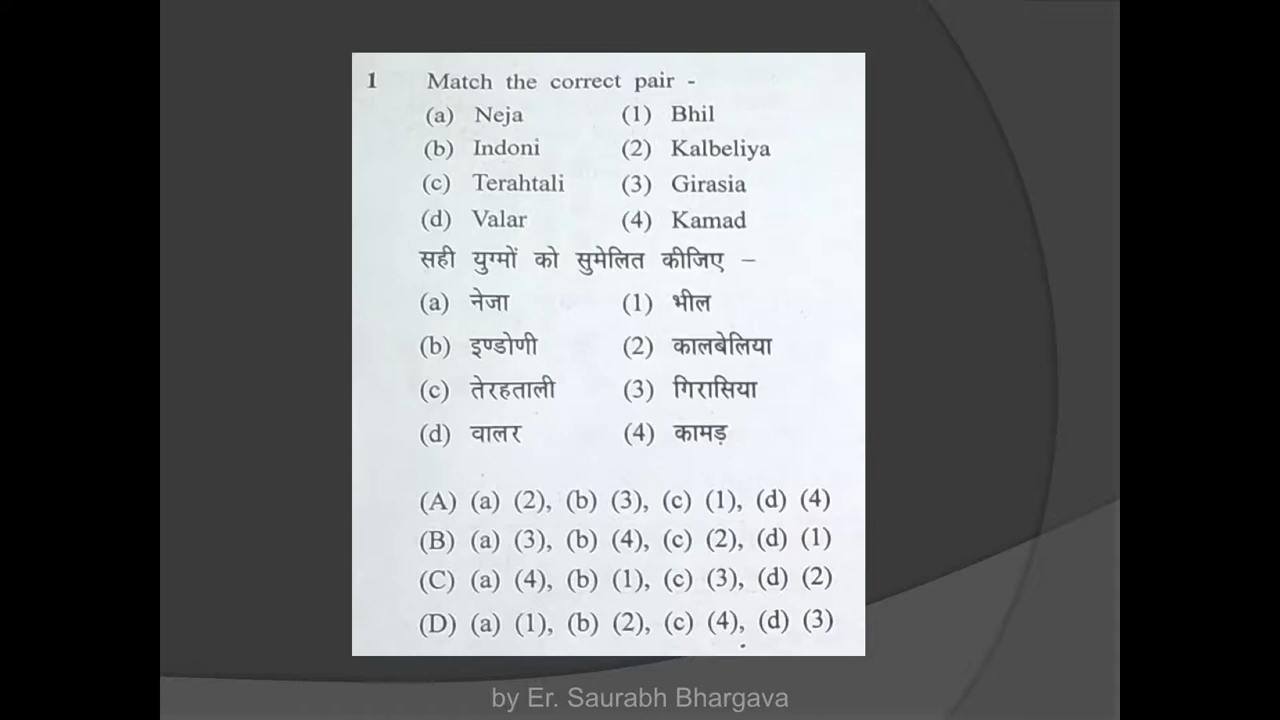 1 Match the correct pair -
(a) Neja (1) Bhil
(b) Indoni (2) Kalbeliya
(c) Terahtali (3) Girasia
(d) Valar (4) Kamad
सही युग्मों को सुमेलित कीजिए –
(a) नेजा (1) भील
(b) इण्डोणी (2) कालबेलिया
(c) तेरहताली (3) गिरासिया
(d) वालर (4) कामड़
(A) (a) (2), (b) (3), (c) (1), (d) (4)
(B) (a) (3), (b) (4), (c) (2), (d) (1)
(C) (a) (4), (b) (1), (c) (3), (d) (2)
(D) (a) (1), (b) (2), (c) (4), (d) (3)
by Er. Saurabh Bhargava